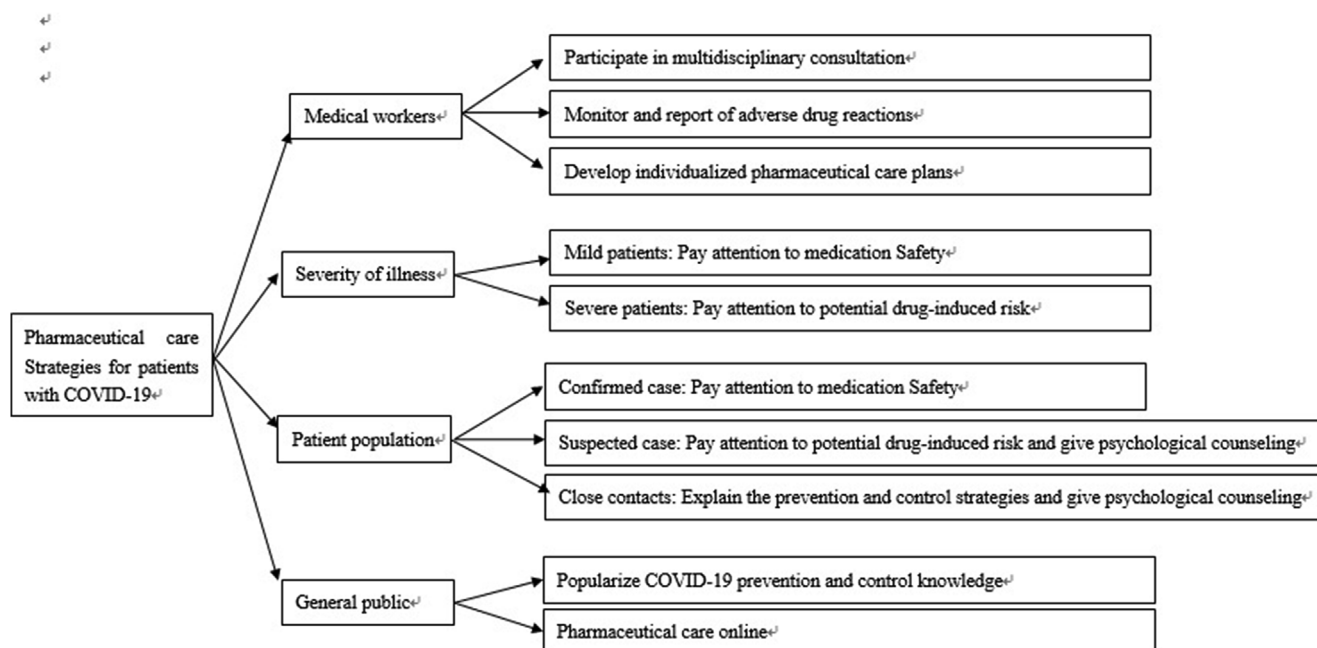 Pharmaceutical care
Strategies for patients
with COVID-19↵
Medical workers↵
Participate in multidisciplinary consultation↵
Monitor and report of adverse drug reactions↵
Develop individualized pharmaceutical care plans↵
Severity of illness↵
Mild patients: Pay attention to medication Safety↵
Severe patients: Pay attention to potential drug-induced risk↵
Patient population↵
Confirmed case: Pay attention to medication Safety↵
Suspected case: Pay attention to potential drug-induced risk and give psychological counseling↵
Close contacts: Explain the prevention and control strategies and give psychological counseling↵
General public↵
Popularize COVID-19 prevention and control knowledge↵
Pharmaceutical care online↵